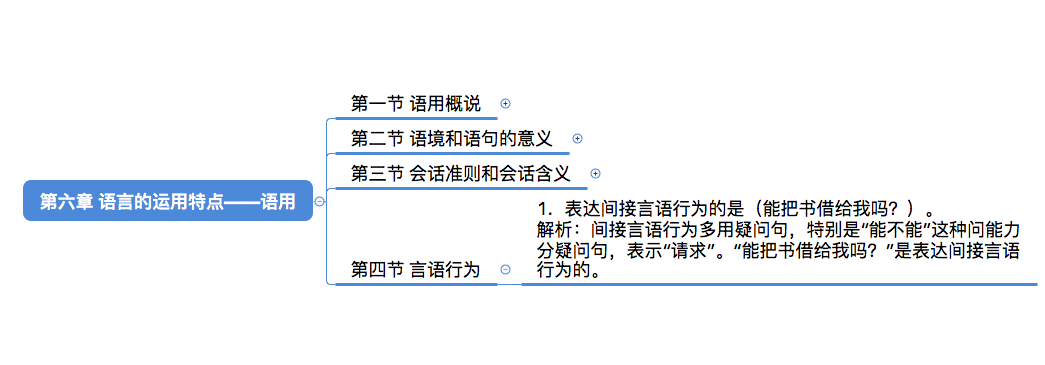 第一节 语用概说
第二节 语境和语句的意义
第三节 会话准则和会话含义
第六章 语言的运用特点——语用
1．表达间接言语行为的是（能把书借给我吗？）。
解析：间接言语行为多用疑问句，特别是“能不能”这种问能力
分疑问句，表示“请求”。“能把书借给我吗？”是表达间接言语
行为的。
第四节 言语行为